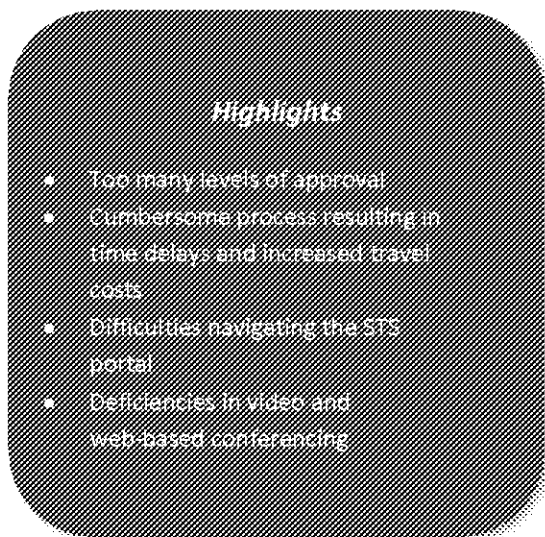 Highlights
• Too many levels of approval
• Cumbersome process resulting in
time delays and increased travel
costs
• Difficulties navigating the STS
portal
• Deficiencies in video and
web-based conferencing